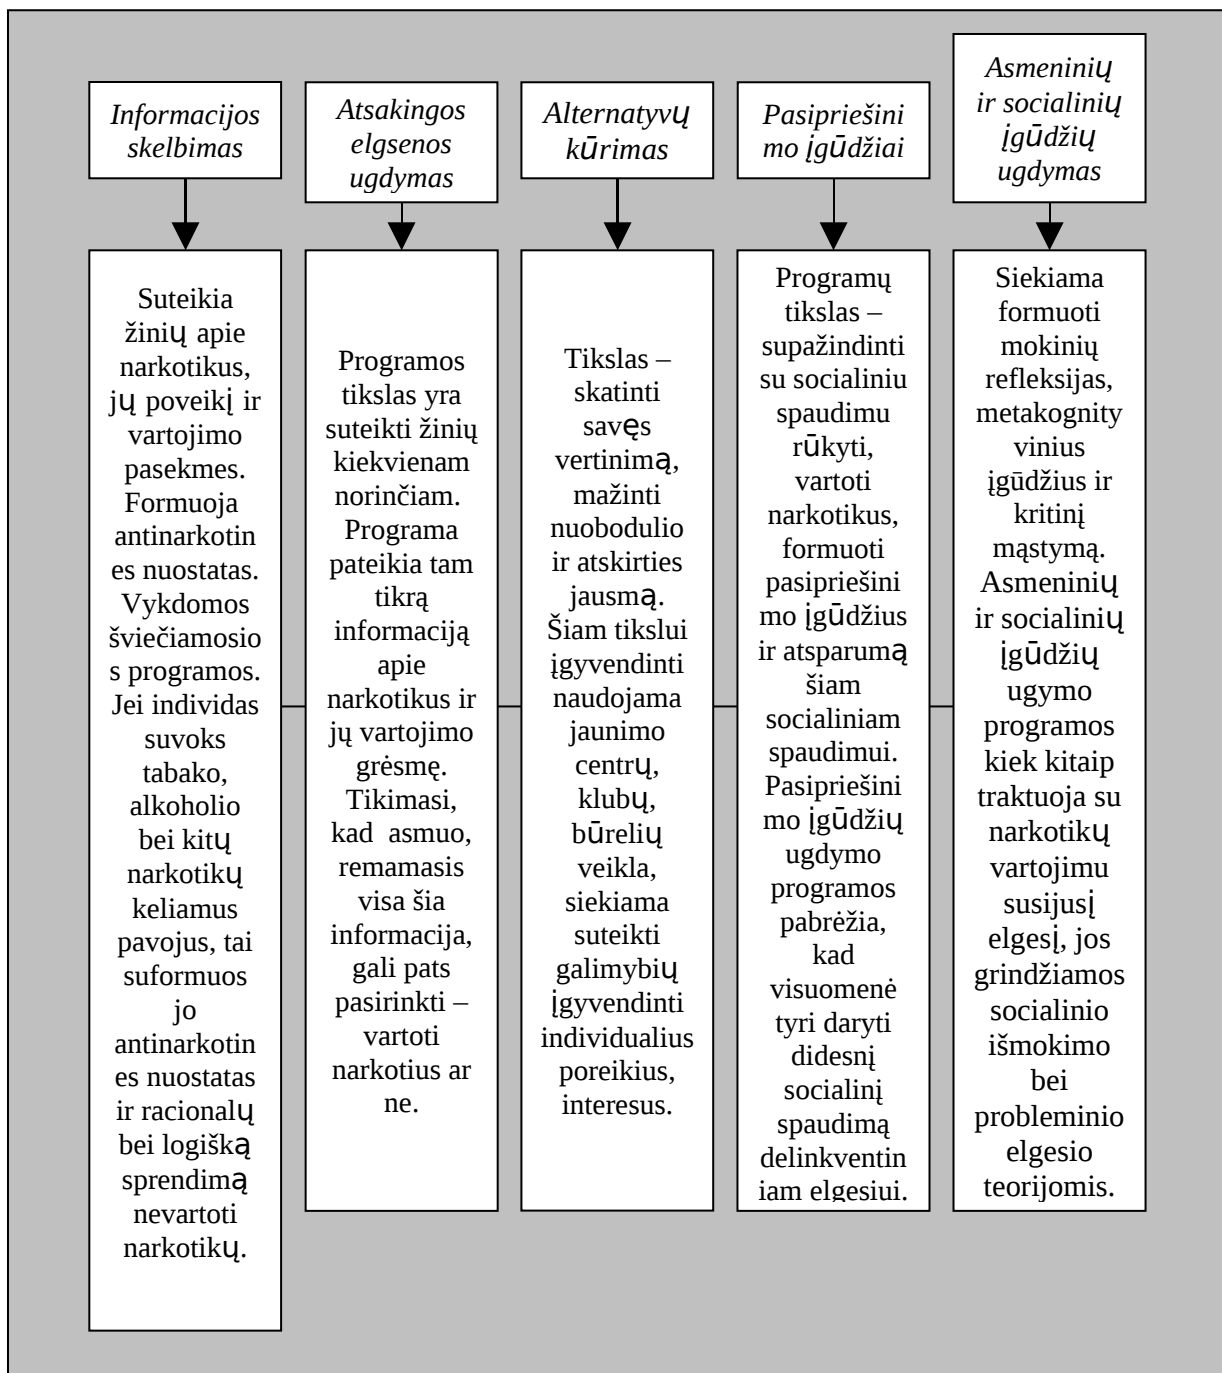 Informacijos
skelbimas
Atsakingos
elgsenos
ugdymas
Alternatyvų
kūrimas
Pasipriešini
mo įgūdžiai
Asmeninių
ir socialinių
įgūdžių
ugdymas
Suteikia
žinių apie
narkotikus,
jų poveikį ir
vartojimo
pasekmes.
Formuoja
antinarkotin
es nuostatas.
Vykdomos
šviečiamosio
s programos.
Jei individas
suvoks
tabako,
alkoholio
bei kitų
narkotikų
keliamus
pavojus, tai
suformuos
jo
antinarkotin
es nuostatas
ir racionalų
bei logišką
sprendimą
nevartoti
narkotikų.
Programos
tikslas yra
suteikti žinių
kiekvienam
norinčiam.
Programa
pateikia tam
tikrą
informaciją
apie
narkotikus ir
jų vartojimo
grėsmę.
Tikimasi,
kad asmuo,
remamasis
visa šia
informacija,
gali pats
pasirinkti –
vartoti
narkotius ar
ne.
Tikslas –
skatinti
savęs
vertinimą,
mažinti
nuobodulio
ir atskirties
jausmą.
Šiam tikslui
įgyvendinti
naudojama
jaunimo
centrų,
klubų,
būrelių
veikla,
siekiama
suteikti
galimybių
įgyvendinti
individualius
poreikius,
interesus.
Programų
tikslas –
supažindinti
su socialiniu
spaudimu
rūkyti,
vartoti
narkotikus,
formuoti
pasipriešini
mo įgūdžius
ir atsparumą
šiam
socialiniam
spaudimui.
Pasipriešini
mo įgūdžių
ugdymo
programos
pabrėžia,
kad
visuomenė
tyri daryti
didesnį
socialinį
spaudimą
delinkventin
iam elgesiui.
Siekiama
formuoti
mokinių
refleksijas,
metakognity
vinius
įgūdžius ir
kritinį
mąstymą.
Asmeninių
ir socialinių
įgūdžių
ugymo
programos
kiek kitaip
traktuoja su
narkotikų
vartojimu
susijusį
elgesį, jos
grindžiamos
socialinio
išmokimo
bei
probleminio
elgesio
teorijomis.